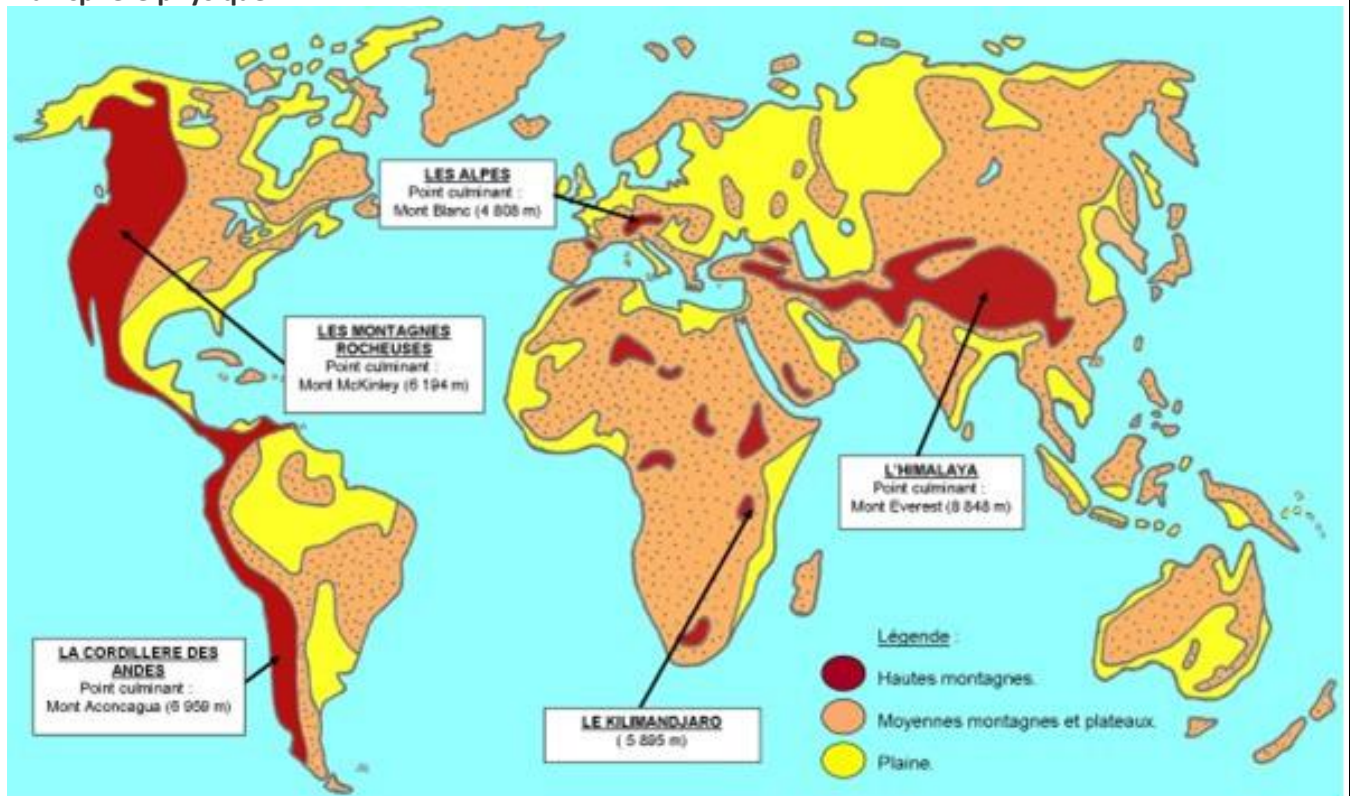 LES ALPES
Point culminant :
Mont Blanc (4 808 m)
LES MONTAGNES
ROCHEUSES
Point culminant :
Mont McKinley (6 194 m)
L'HIMALAYA
Point culminant :
Mont Everest (8 848 m)
LA CORDILLERE DES
ANDES
Point culminant :
Mont Aconcagua (6 959 m)
LE KILIMANDJARO
( 5 895 m)
Légende :
Hautes montagnes.
Moyennes montagnes et plateaux.
Plaine.